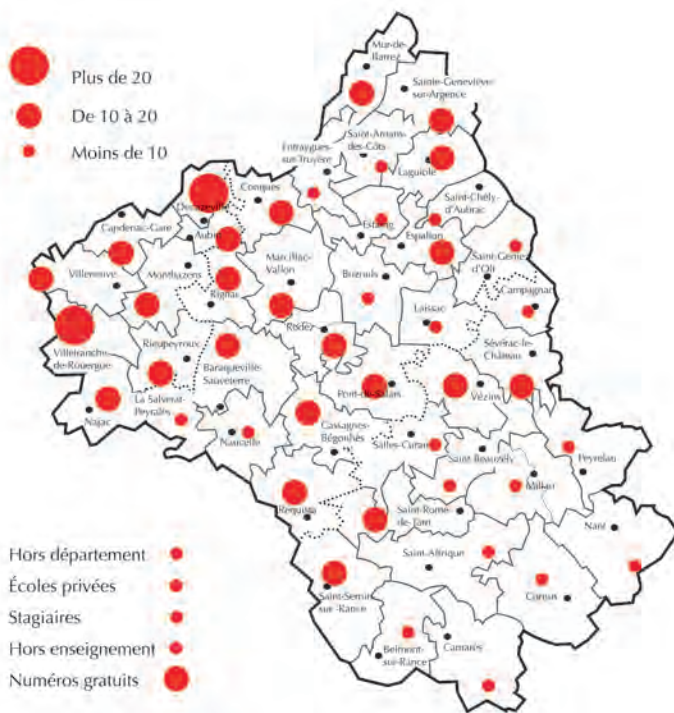 Plus de 20
De 10 à 20
Moins de 10
Mur-de-
Barrez
Sainte-Geneviève-
sur-Argence
Saint-Amans-
des-Côts
Entraygues-
sur-Truyère
Laguiole
Saint-Chély-
d'Aubrac
Conques
Decazeville
Capdenac-Gare
Aubin
Estaing
Espalion
Saint-Geniez
d'Olt
Campagnac
Marcillac-
Vallon
Bozouls
Villeneuve
Montbazens
Rignac
Laissac
Rodez
Sévérac-le-
Château
Villefranche-
de-Rouergue
Rieupeyroux
Baraqueville-
Sauveterre
Pont-de-Salars
Vézins
La Salvetat-
Peyralès
Najac
Naucelle
Cassagnes-
Bégonhès
Salles-Curan
Saint-Beauzély
Millau
Peyreleau
Réquista
Saint-Rome-
de-Tarn
Nant
Saint-Affrique
Hors département
Écoles privées
Stagiaires
Hors enseignement
Numéros gratuits
Saint-Sernin
-sur -Rance
Cornus
Belmont-
sur-Rance
Camarès